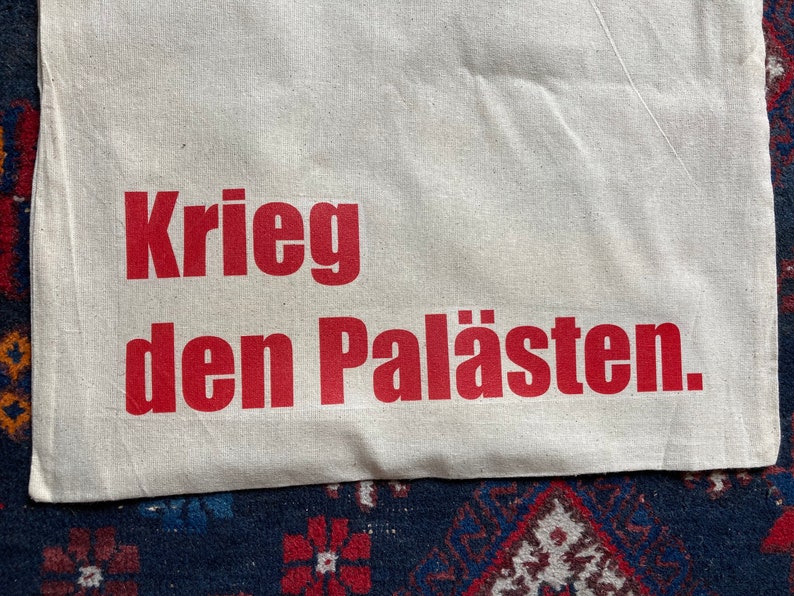 Krieg
den Palästen.